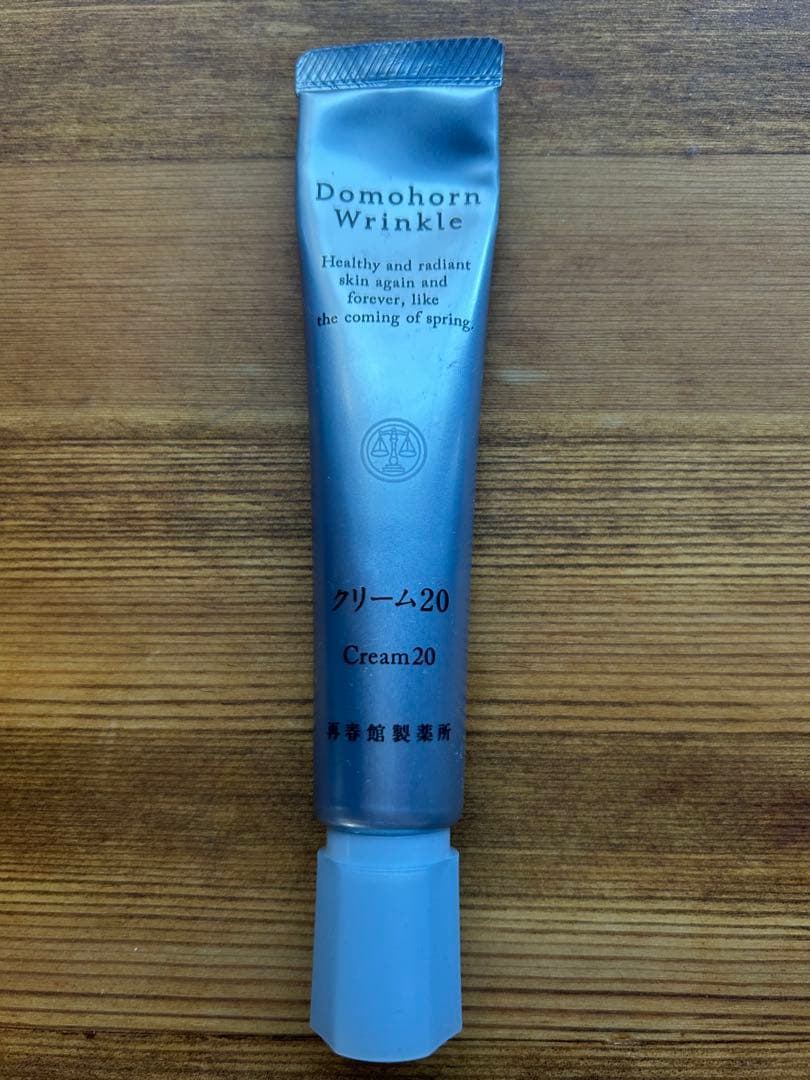 Domohorn
Wrinkle
Healthy and radiant
skin again and
forever, like
the coming of spring.
クリーム20
Cream20
再春館製薬所